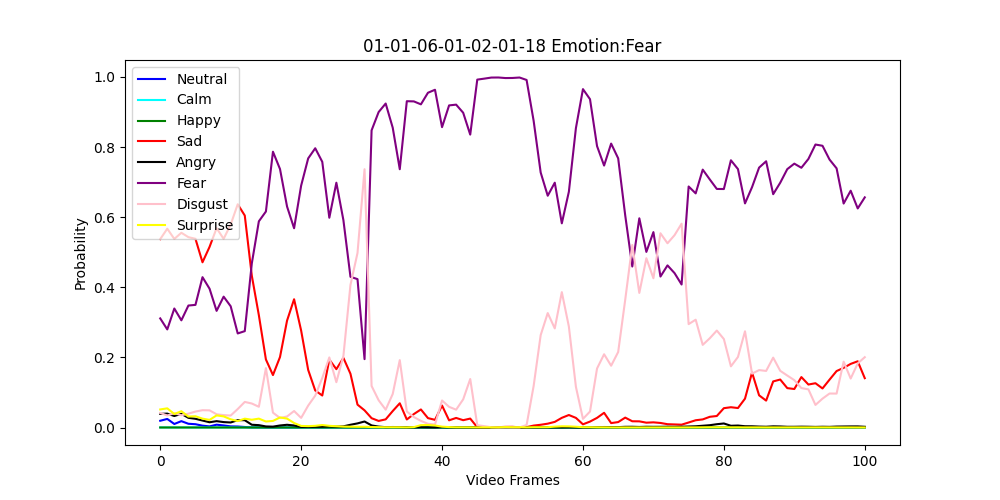 01-01-06-01-02-01-18 Emotion:Fear
Neutral
Calm
Happy
Sad
Angry
Fear
Disgust
Surprise
Probability
1.0
0.8
0.6
0.4
0.2
0.0
0 20 40 60 80 100
Video Frames